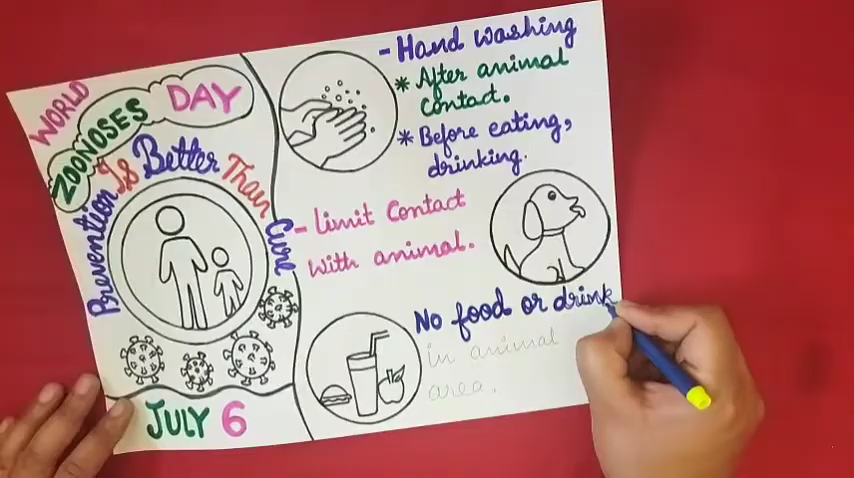 WORLD
ZOONOSES
DAY
Prevention Is Better Than Cure
JULY 6
- Hand washing
* After animal
contact.
* Before eating,
drinking.
- Limit Contact
With animal.
No food or drink
in animal
area.